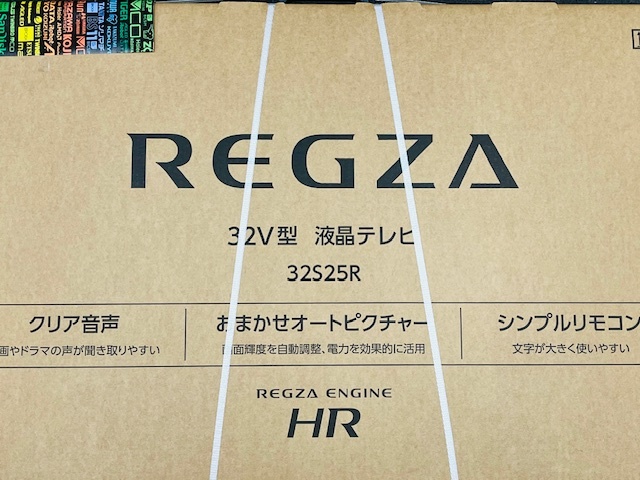 REGZA
32V型 液晶テレビ
32S25R
クリア音声
画やドラマの声が聞き取りやすい
おまかせオートピクチャー
画面輝度を自動調整、電力を効果的に活用
シンプルリモコン
文字が大きく使いやすい
REGZA ENGINE
HR
SanDisk